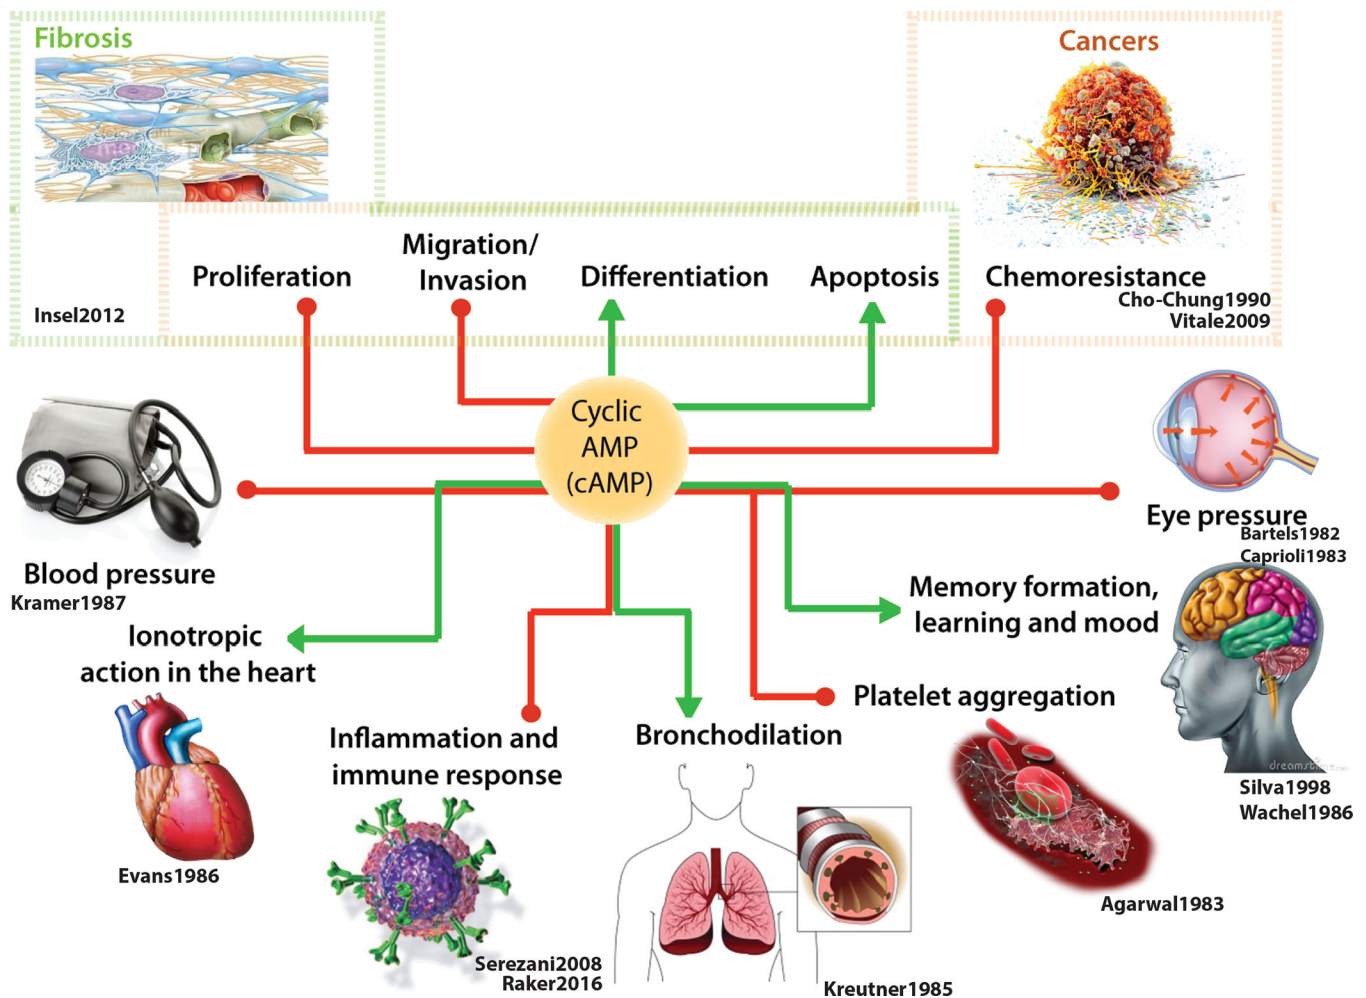 Fibrosis
Cancers
Migration/
Invasion
Proliferation
Differentiation
Apoptosis
Chemoresistance
Cho-Chung1990
Vitale2009
Insel2012
Cyclic
AMP
(cAMP)
Eye pressure
Bartels1982
Caprioli1983
Blood pressure
Kramer1987
Memory formation,
learning and mood
Ionotropic
action in the heart
Platelet aggregation
Inflammation and
immune response
Bronchodilation
dreamstime
Silva1998
Wachel1986
Evans1986
Agarwal1983
Serezani2008
Raker2016
Kreutner1985